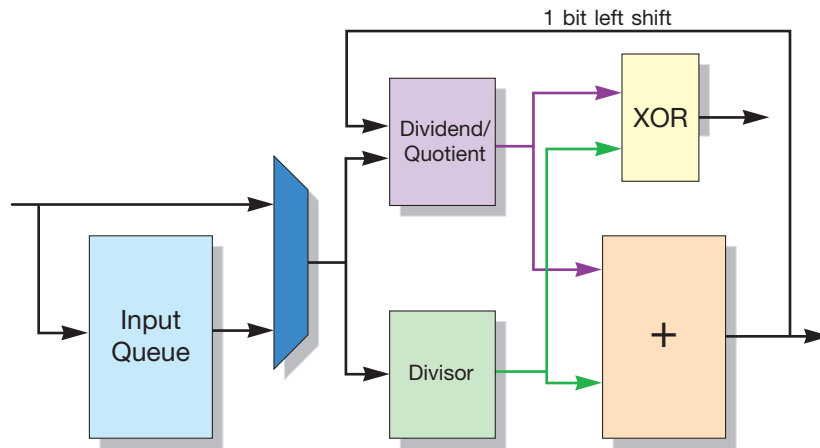 1 bit left shift
Dividend/
Quotient
XOR
Input
Queue
Divisor
+